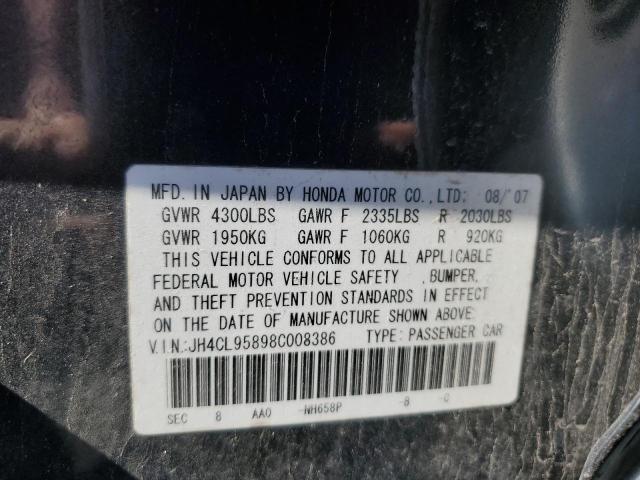 MFD. IN JAPAN BY HONDA MOTOR CO.,LTD: 08/'07
GVWR 4300LBS GAWR F 2335LBS R 2030LBS
GVWR 1950KG GAWR F 1060KG R 920KG
THIS VEHICLE CONFORMS TO ALL APPLICABLE
FEDERAL MOTOR VEHICLE SAFETY ,BUMPER,
AND THEFT PREVENTION STANDARDS IN EFFECT
ON THE DATE OF MANUFACTURE SHOWN ABOVE:
V.I.N.:JH4CL95898C008386 TYPE: PASSENGER CAR
SEC 8 AA0 -NH658P -8 -C